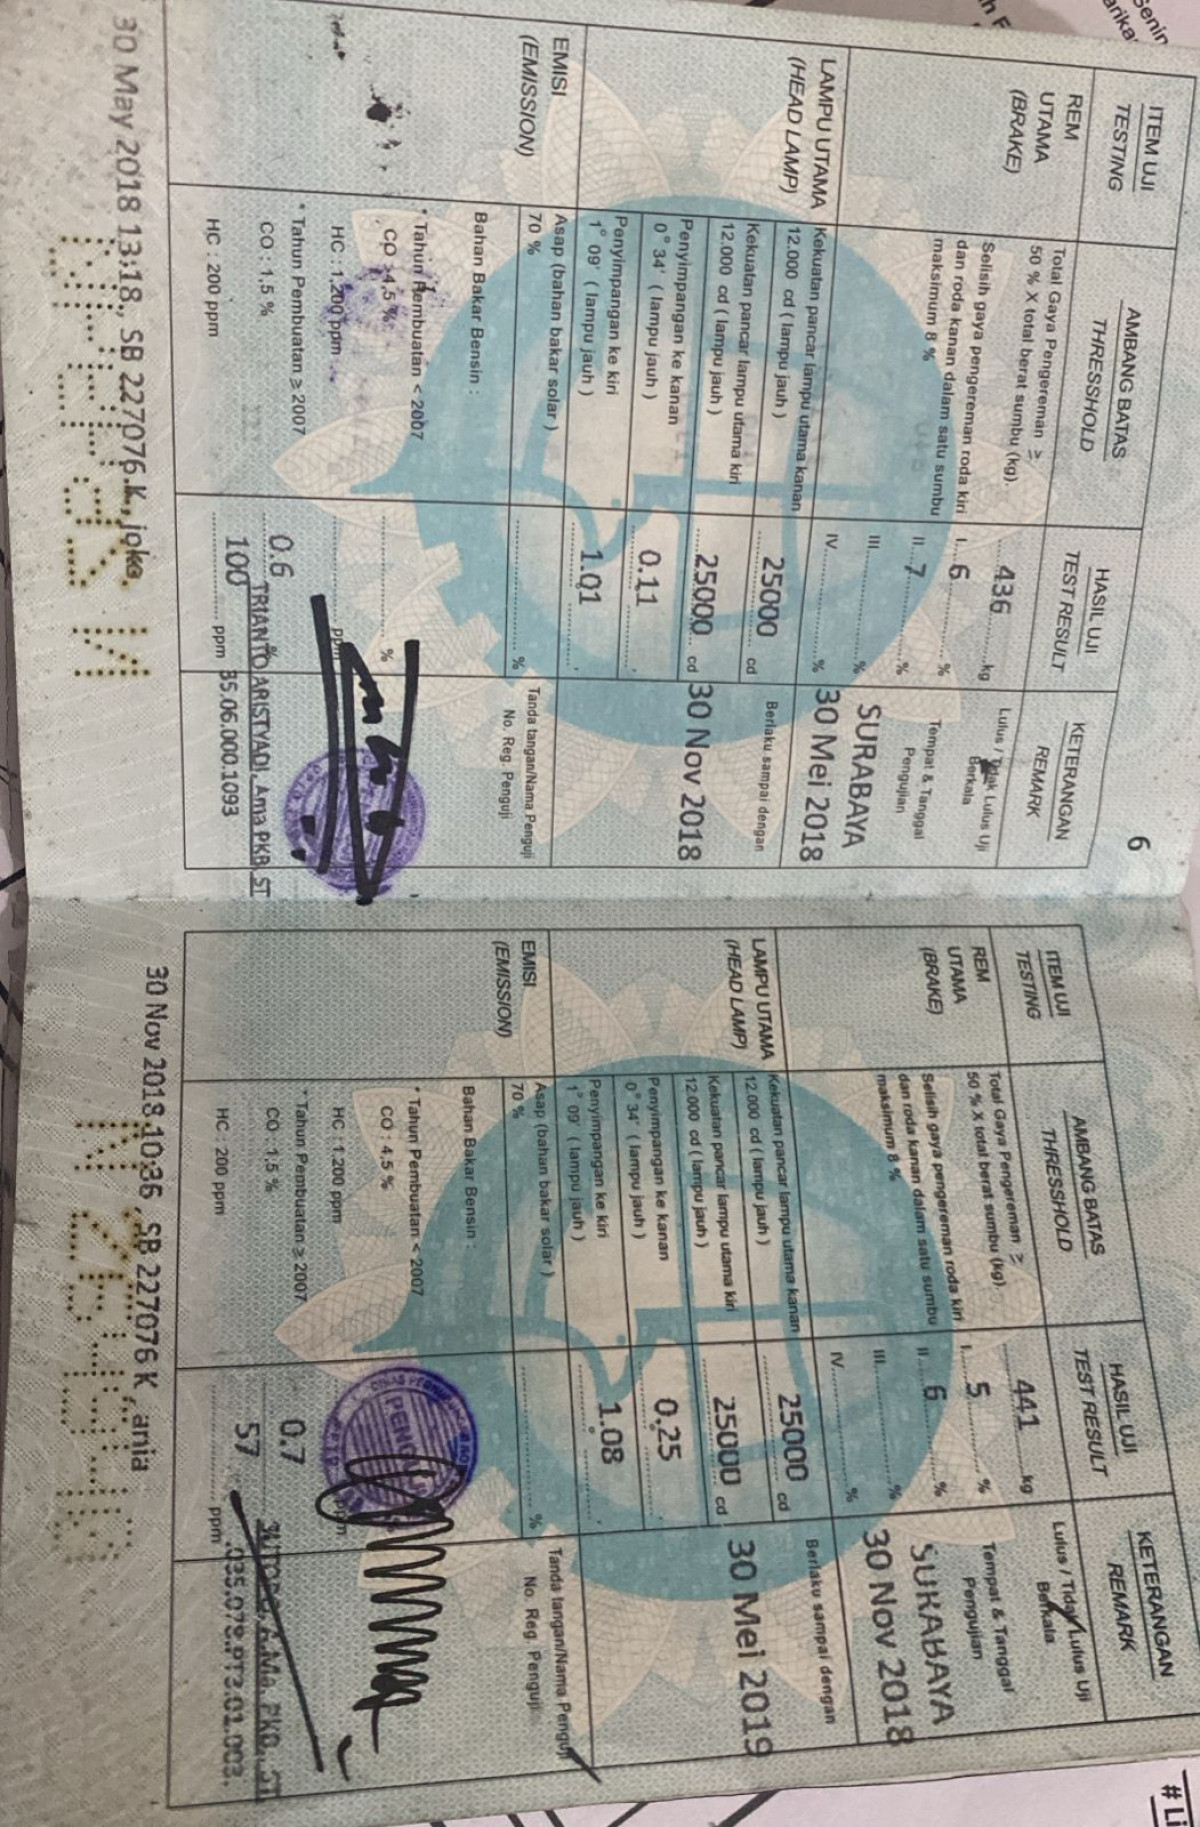 6
ITEM UJI
TESTING
AMBANG BATAS
THRESSHOLD
HASIL UJI
TEST RESULT
KETERANGAN
REMARK
REM
UTAMA
(BRAKE)
Total Gaya Pengereman ≥
50 % X total berat sumbu (kg).
436 kg
Selisih gaya pengereman roda kiri
dan roda kanan dalam satu sumbu
maksimum 8 %
I. 6 %
II. 7 %
III. %
IV. %
Lulus / Tidak Lulus Uji
Berkala
Tempat & Tanggal
Pengujian
SURABAYA
30 Mei 2018
LAMPU UTAMA
(HEAD LAMP)
Kekuatan pancar lampu utama kanan
12.000 cd ( lampu jauh )
25000 cd
Kekuatan pancar lampu utama kiri
12.000 cd ( lampu jauh )
25000 cd
Penyimpangan ke kanan
0° 34' ( lampu jauh )
0.11
Penyimpangan ke kiri
1° 09' ( lampu jauh )
1.01
Berlaku sampai dengan
30 Nov 2018
EMISI
(EMISSION)
Asap (bahan bakar solar )
70 %
%
Bahan Bakar Bensin :
* Tahun Pembuatan < 2007
CO : 4,5 %
%
HC : 1.200 ppm
ppm
* Tahun Pembuatan ≥ 2007
CO : 1,5 %
0.6 %
HC : 200 ppm
100 ppm
Tanda tangan/Nama Penguji
No. Reg. Penguji
TRIANTO ARISTYADI, Ama PKB, ST
35.06.000.1093
30 May 2018 13:18, SB 227076 K, joko
ITEM UJI
TESTING
AMBANG BATAS
THRESSHOLD
HASIL UJI
TEST RESULT
KETERANGAN
REMARK
REM
UTAMA
(BRAKE)
Total Gaya Pengereman ≥
50 % X total berat sumbu (kg).
441 kg
Selisih gaya pengereman roda kiri
dan roda kanan dalam satu sumbu
maksimum 8 %
I. 5 %
II. 6 %
III. %
IV. %
Lulus / Tidak Lulus Uji
Berkala
Tempat & Tanggal
Pengujian
SURABAYA
30 Nov 2018
LAMPU UTAMA
(HEAD LAMP)
Kekuatan pancar lampu utama kanan
12.000 cd ( lampu jauh )
25000 cd
Kekuatan pancar lampu utama kiri
12.000 cd ( lampu jauh )
25000 cd
Penyimpangan ke kanan
0° 34' ( lampu jauh )
0.25
Penyimpangan ke kiri
1° 09' ( lampu jauh )
1.08
Berlaku sampai dengan
30 Mei 2019
EMISI
(EMISSION)
Asap (bahan bakar solar )
70 %
%
Bahan Bakar Bensin :
* Tahun Pembuatan < 2007
CO : 4,5 %
HC : 1.200 ppm
ppm
* Tahun Pembuatan ≥ 2007
CO : 1,5 %
0.7
HC : 200 ppm
57 ppm
Tanda tangan/Nama Penguji
No. Reg. Penguji
PENGUJI
A.Ma. PKB., ST
30 Nov 2018 10:36, SB 227076 K, ania
# Li